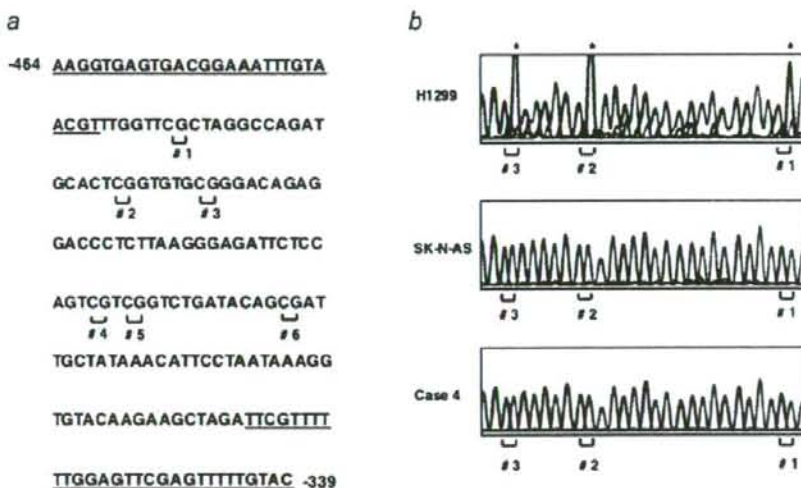 a
-464 AAGGTGAGTGACGGAAATTTGTA
ACGTTTGGTTCGCTAGGCCAGAT
#1
GCACTCGGTGTGCGGGACAGAG
#2 #3
GACCCTCTTAAGGGAGATTCTCC
AGTCGTCGGTCTGATACAGCGAT
#4 #5 #6
TGCTATAAACATTCCTAATAAAGG
TGTACAAGAAGCTAGATTCGTTTT
TTGGAGTTCGAGTTTTTGTAC -339
b
* * *
H1299
#3 #2 #1
SK-N-AS
#3 #2 #1
Case 4
#3 #2 #1